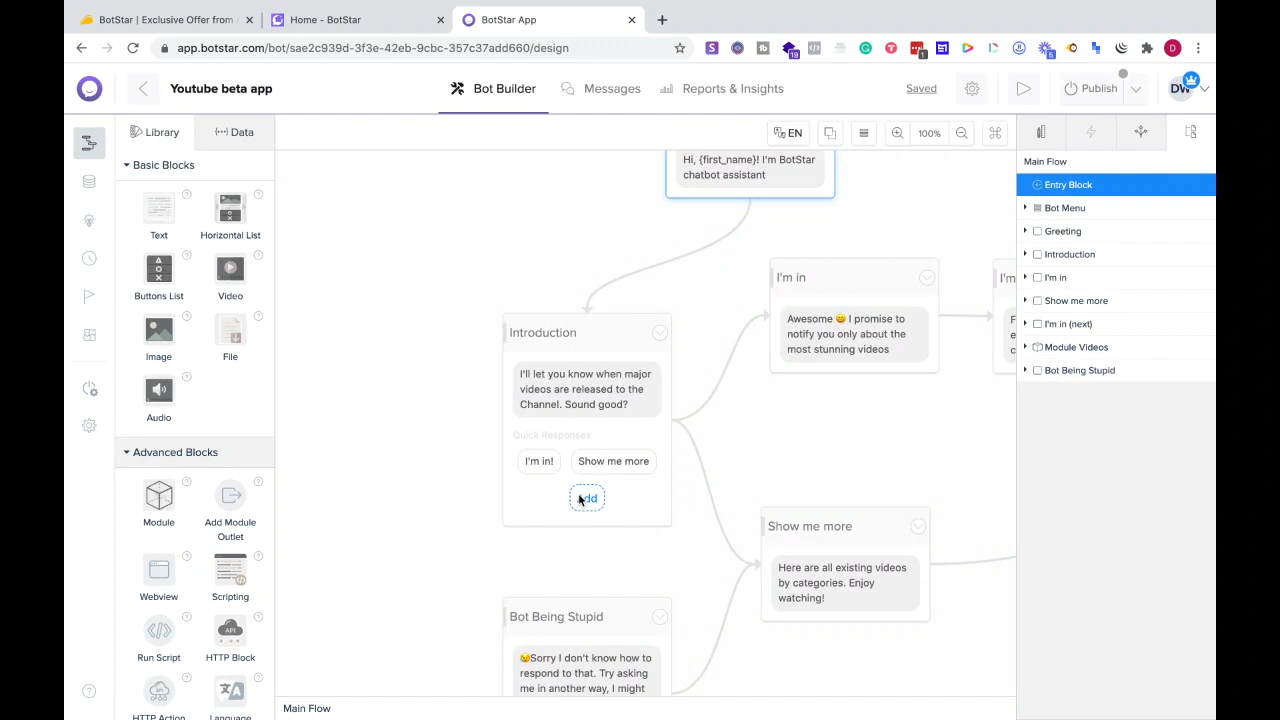 BotStar | Exclusive Offer from
Home - BotStar
BotStar App
app.botstar.com/bot/sae2c939d-3f3e-42eb-9cbc-357c37add660/design
19
1
5
D
Youtube beta app
Bot Builder
Messages
Reports & Insights
Saved
Publish
DW
Library
Data
EN
100%
Basic Blocks
Text
Horizontal List
Buttons List
Video
Image
File
Audio
Advanced Blocks
Module
Add Module
Outlet
Webview
Scripting
Run Script
HTTP Block
HTTP Action
Language
Hi, {first_name}! I'm BotStar
chatbot assistant
Introduction
I'll let you know when major
videos are released to the
Channel. Sound good?
Quick Responses
I'm in!
Show me more
Add
Bot Being Stupid
😥Sorry I don't know how to
respond to that. Try asking
me in another way, I might
I'm in
Awesome 😄 I promise to
notify you only about the
most stunning videos
Show me more
Here are all existing videos
by categories. Enjoy
watching!
I'm
F
e
c
Main Flow
Entry Block
Bot Menu
Greeting
Introduction
I'm in
Show me more
I'm in (next)
Module Videos
Bot Being Stupid
Main Flow